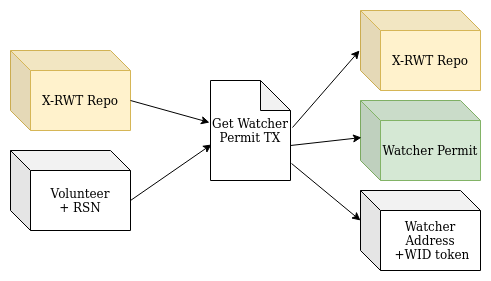 X-RWT Repo
X-RWT Repo
Get Watcher
Permit TX
Watcher Permit
Volunteer
+ RSN
Watcher
Address
+WID token